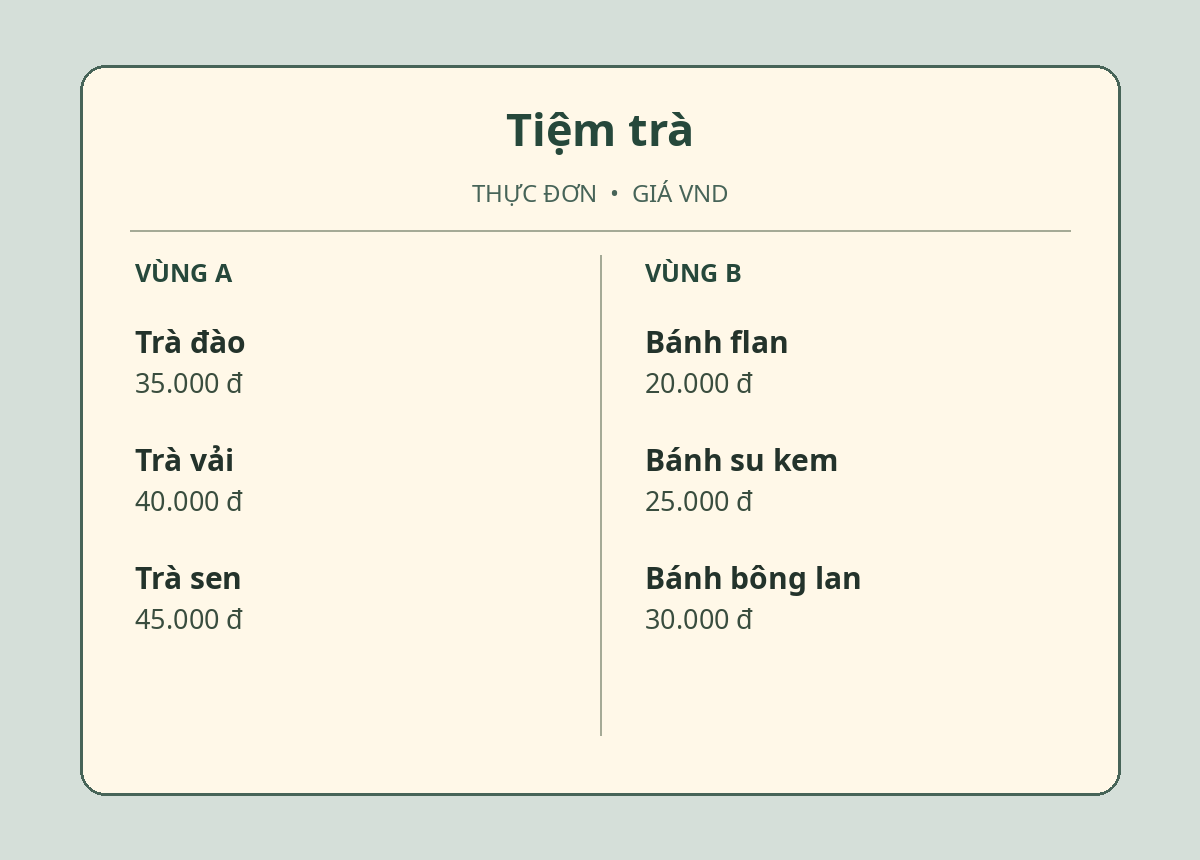 Tiệm trà
THỰC ĐƠN • GIÁ VND
VÙNG A
Trà đào
35.000 đ
Trà vải
40.000 đ
Trà sen
45.000 đ
VÙNG B
Bánh flan
20.000 đ
Bánh su kem
25.000 đ
Bánh bông lan
30.000 đ